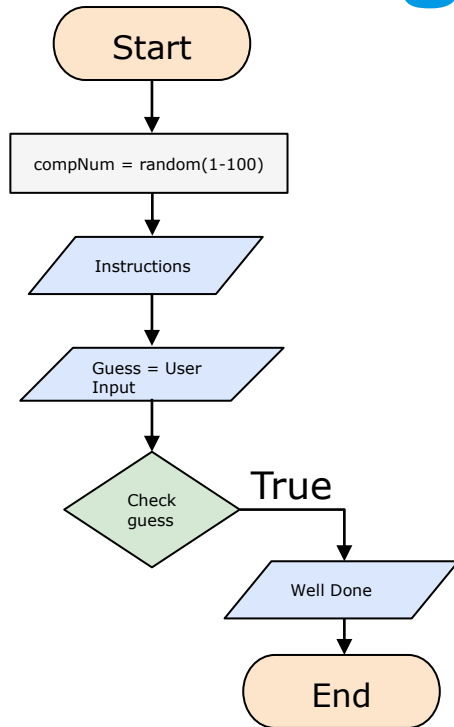 Start
compNum = random(1-100)
Instructions
Guess = User
Input
Check
guess
True
Well Done
End